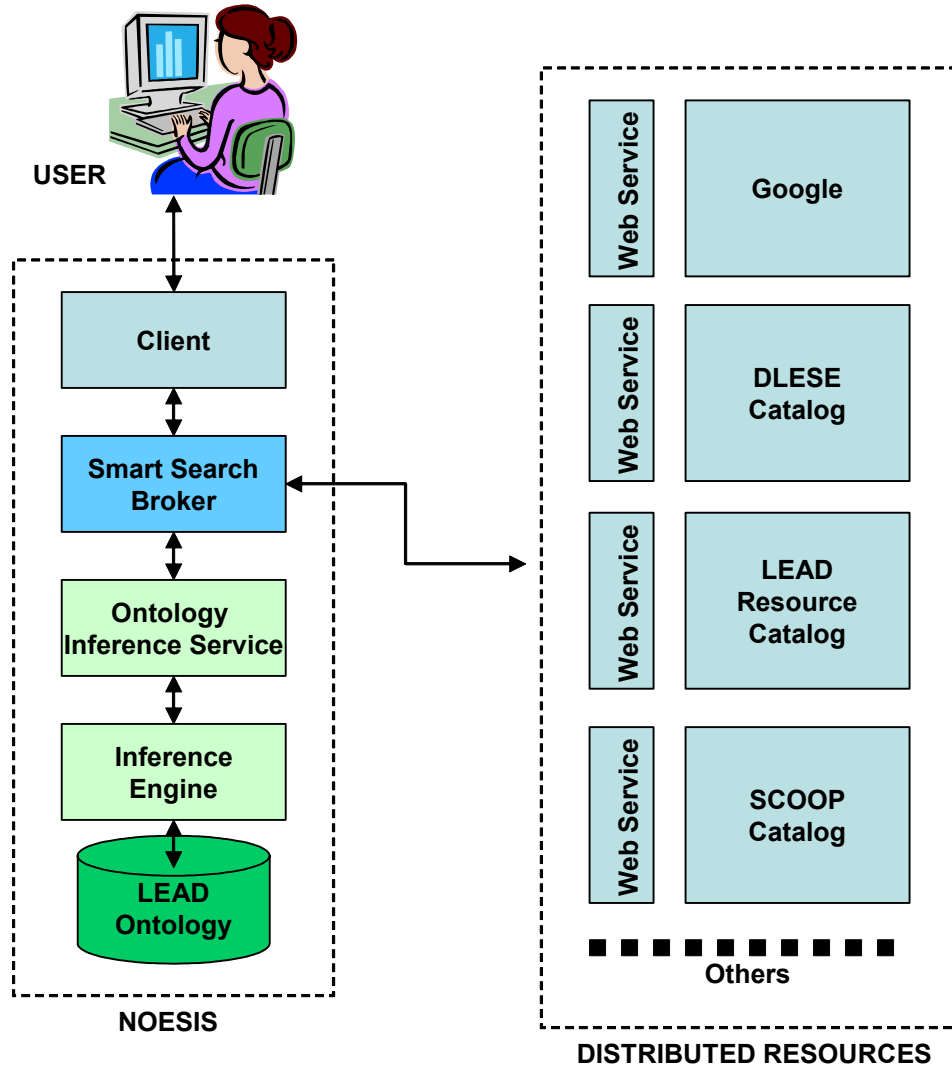 USER
Client
Smart Search
Broker
Ontology
Inference Service
Inference
Engine
LEAD
Ontology
NOESIS
Web Service
Google
Web Service
DLESE
Catalog
Web Service
LEAD
Resource
Catalog
Web Service
SCOOP
Catalog
Others
DISTRIBUTED RESOURCES